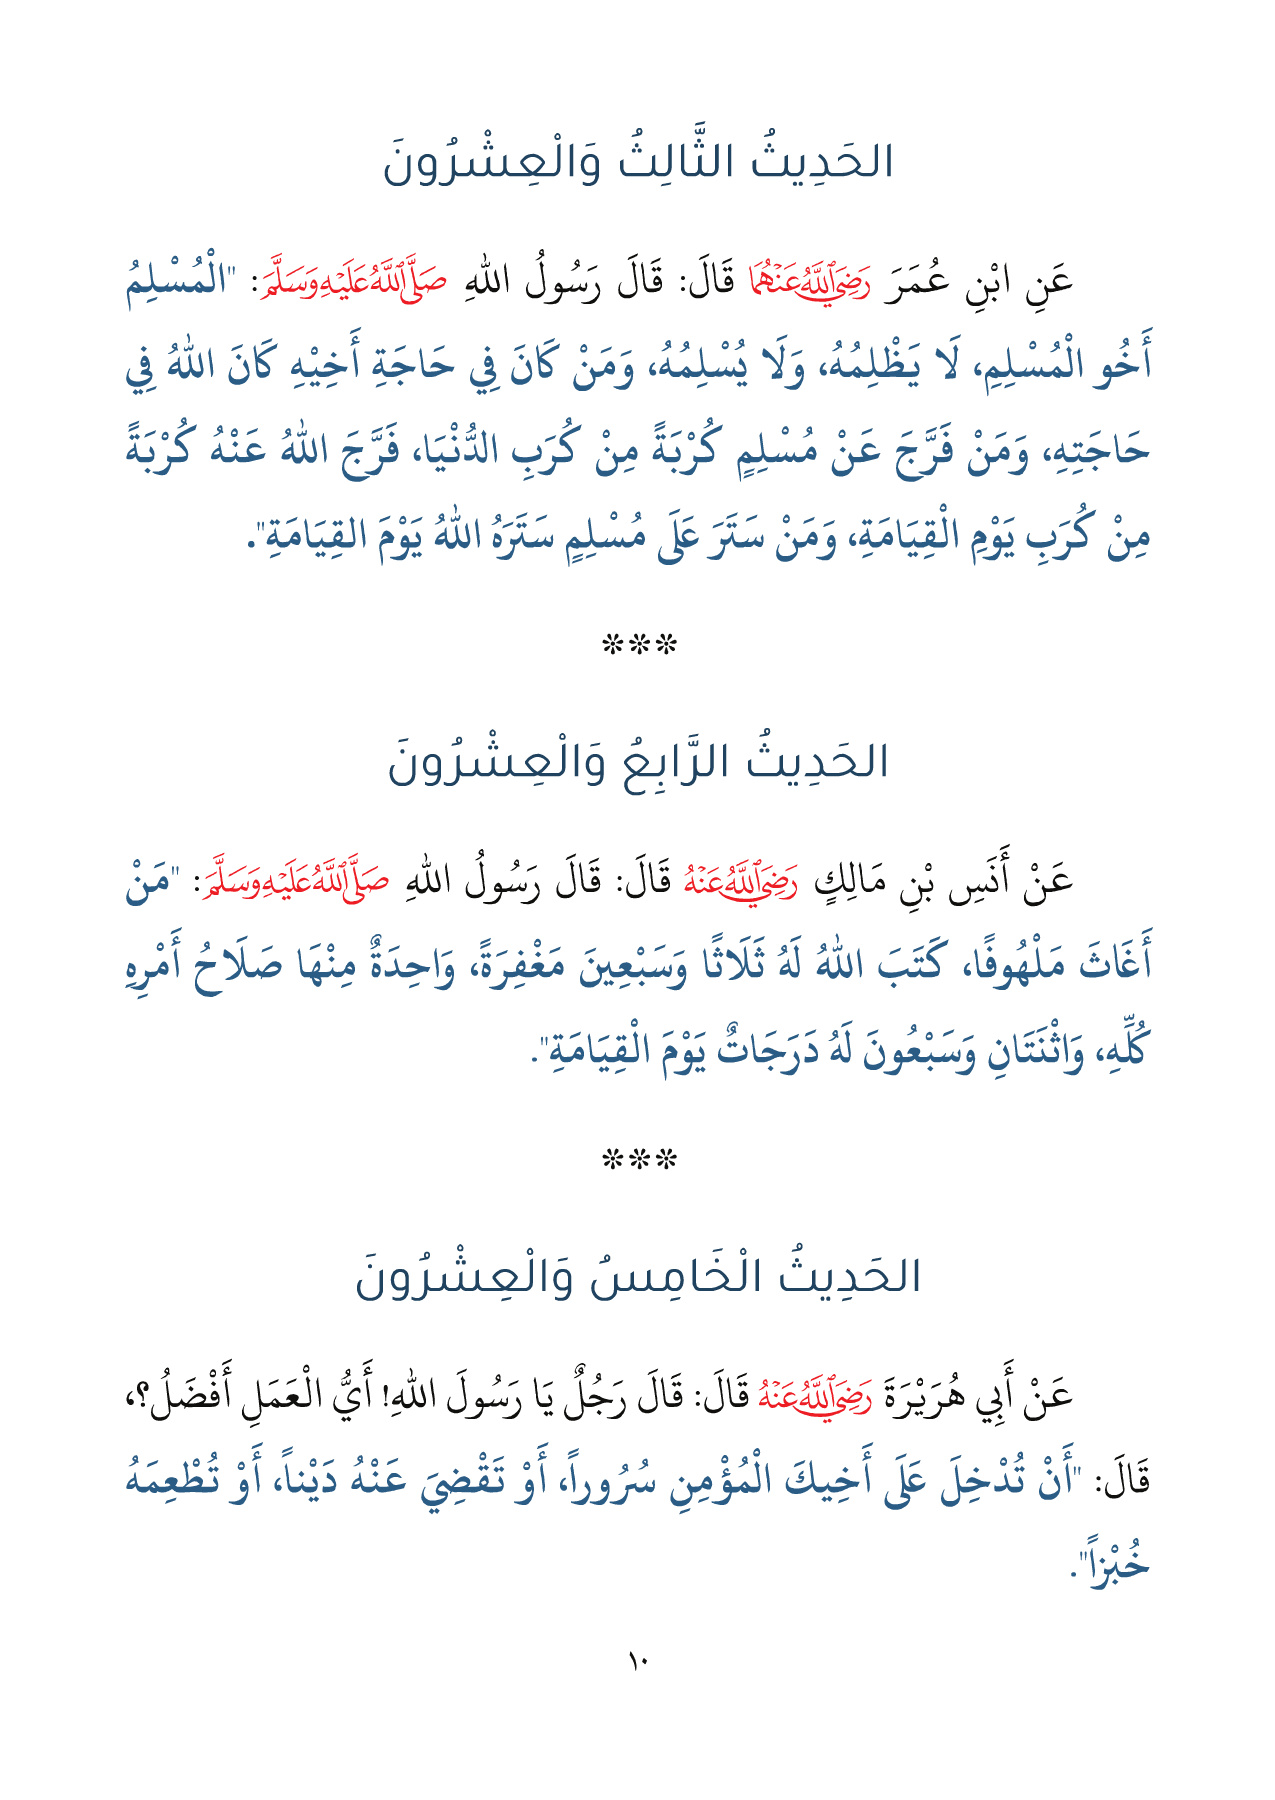 الحَدِيثُ الثَّالِثُ وَالْعِشْرُونَ
عَنِ ابْنِ عُمَرَ رَضِيَ اللَّهُ عَنْهُمَا قَالَ: قَالَ رَسُولُ اللهِ صَلَّى اللَّهُ عَلَيْهِ وَسَلَّمَ: "الْمُسْلِمُ
أَخُو الْمُسْلِمِ، لَا يَظْلِمُهُ، وَلَا يُسْلِمُهُ، وَمَنْ كَانَ فِي حَاجَةِ أَخِيْهِ كَانَ اللهُ فِي
حَاجَتِهِ، وَمَنْ فَرَّجَ عَنْ مُسْلِمٍ كُرْبَةً مِنْ كُرَبِ الدُّنْيَا، فَرَّجَ اللهُ عَنْهُ كُرْبَةً
مِنْ كُرَبِ يَوْمِ الْقِيَامَةِ، وَمَنْ سَتَرَ عَلَى مُسْلِمٍ سَتَرَهُ اللهُ يَوْمَ القِيَامَةِ".
***
الحَدِيثُ الرَّابِعُ وَالْعِشْرُونَ
عَنْ أَنَسِ بْنِ مَالِكٍ رَضِيَ اللَّهُ عَنْهُ قَالَ: قَالَ رَسُولُ اللهِ صَلَّى اللَّهُ عَلَيْهِ وَسَلَّمَ: "مَنْ
أَغَاثَ مَلْهُوفًا، كَتَبَ اللهُ لَهُ ثَلَاثًا وَسَبْعِينَ مَغْفِرَةً، وَاحِدَةٌ مِنْهَا صَلَاحُ أَمْرِهِ
كُلِّهِ، وَاثْنَتَانِ وَسَبْعُونَ لَهُ دَرَجَاتٌ يَوْمَ الْقِيَامَةِ".
***
الحَدِيثُ الْخَامِسُ وَالْعِشْرُونَ
عَنْ أَبِي هُرَيْرَةَ رَضِيَ اللَّهُ عَنْهُ قَالَ: قَالَ رَجُلٌ يَا رَسُولَ اللهِ! أَيُّ الْعَمَلِ أَفْضَلُ؟،
قَالَ: "أَنْ تُدْخِلَ عَلَى أَخِيكَ الْمُؤْمِنِ سُرُوراً، أَوْ تَقْضِيَ عَنْهُ دَيْناً، أَوْ تُطْعِمَهُ
خُبْزاً".
١٠